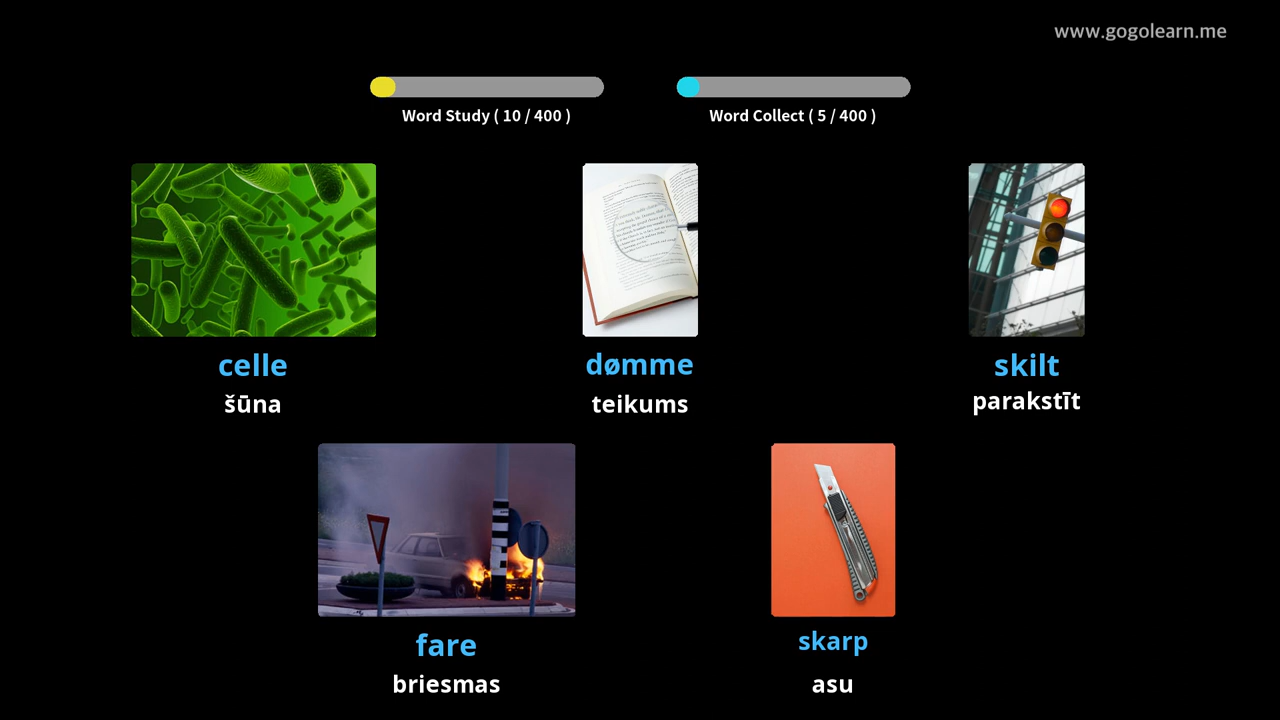 www.gogolearn.me
Word Study ( 10 / 400 )
Word Collect ( 5 / 400 )
celle
šūna
dømme
teikums
skilt
parakstīt
fare
briesmas
skarp
asu